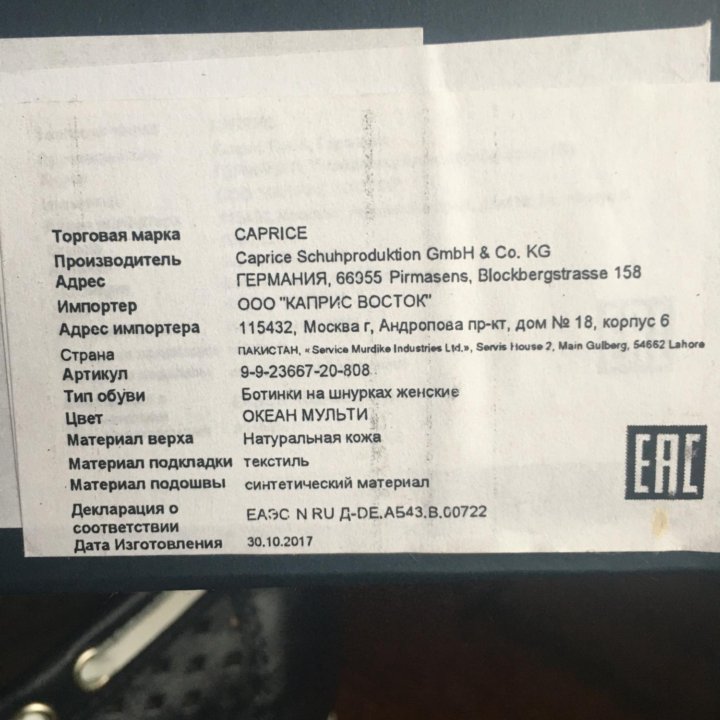 Торговая марка CAPRICE
Производитель Caprice Schuhproduktion GmbH & Co. KG
Адрес ГЕРМАНИЯ, 66955 Pirmasens, Blockbergstrasse 158
Импортер ООО "КАПРИС ВОСТОК"
Адрес импортера 115432, Москва г, Андропова пр-кт, дом № 18, корпус 6
Страна ПАКИСТАН, «Service Murdike Industries Ltd.», Servis House 2, Main Gulberg, 54662 Lahore
Артикул 9-9-23667-20-808
Тип обуви Ботинки на шнурках женские
Цвет ОКЕАН МУЛЬТИ
Материал верха Натуральная кожа
Материал подкладки текстиль
Материал подошвы синтетический материал
Декларация о соответствии ЕАЭС N RU Д-DE.АБ43.В.00722
Дата Изготовления 30.10.2017
EAC